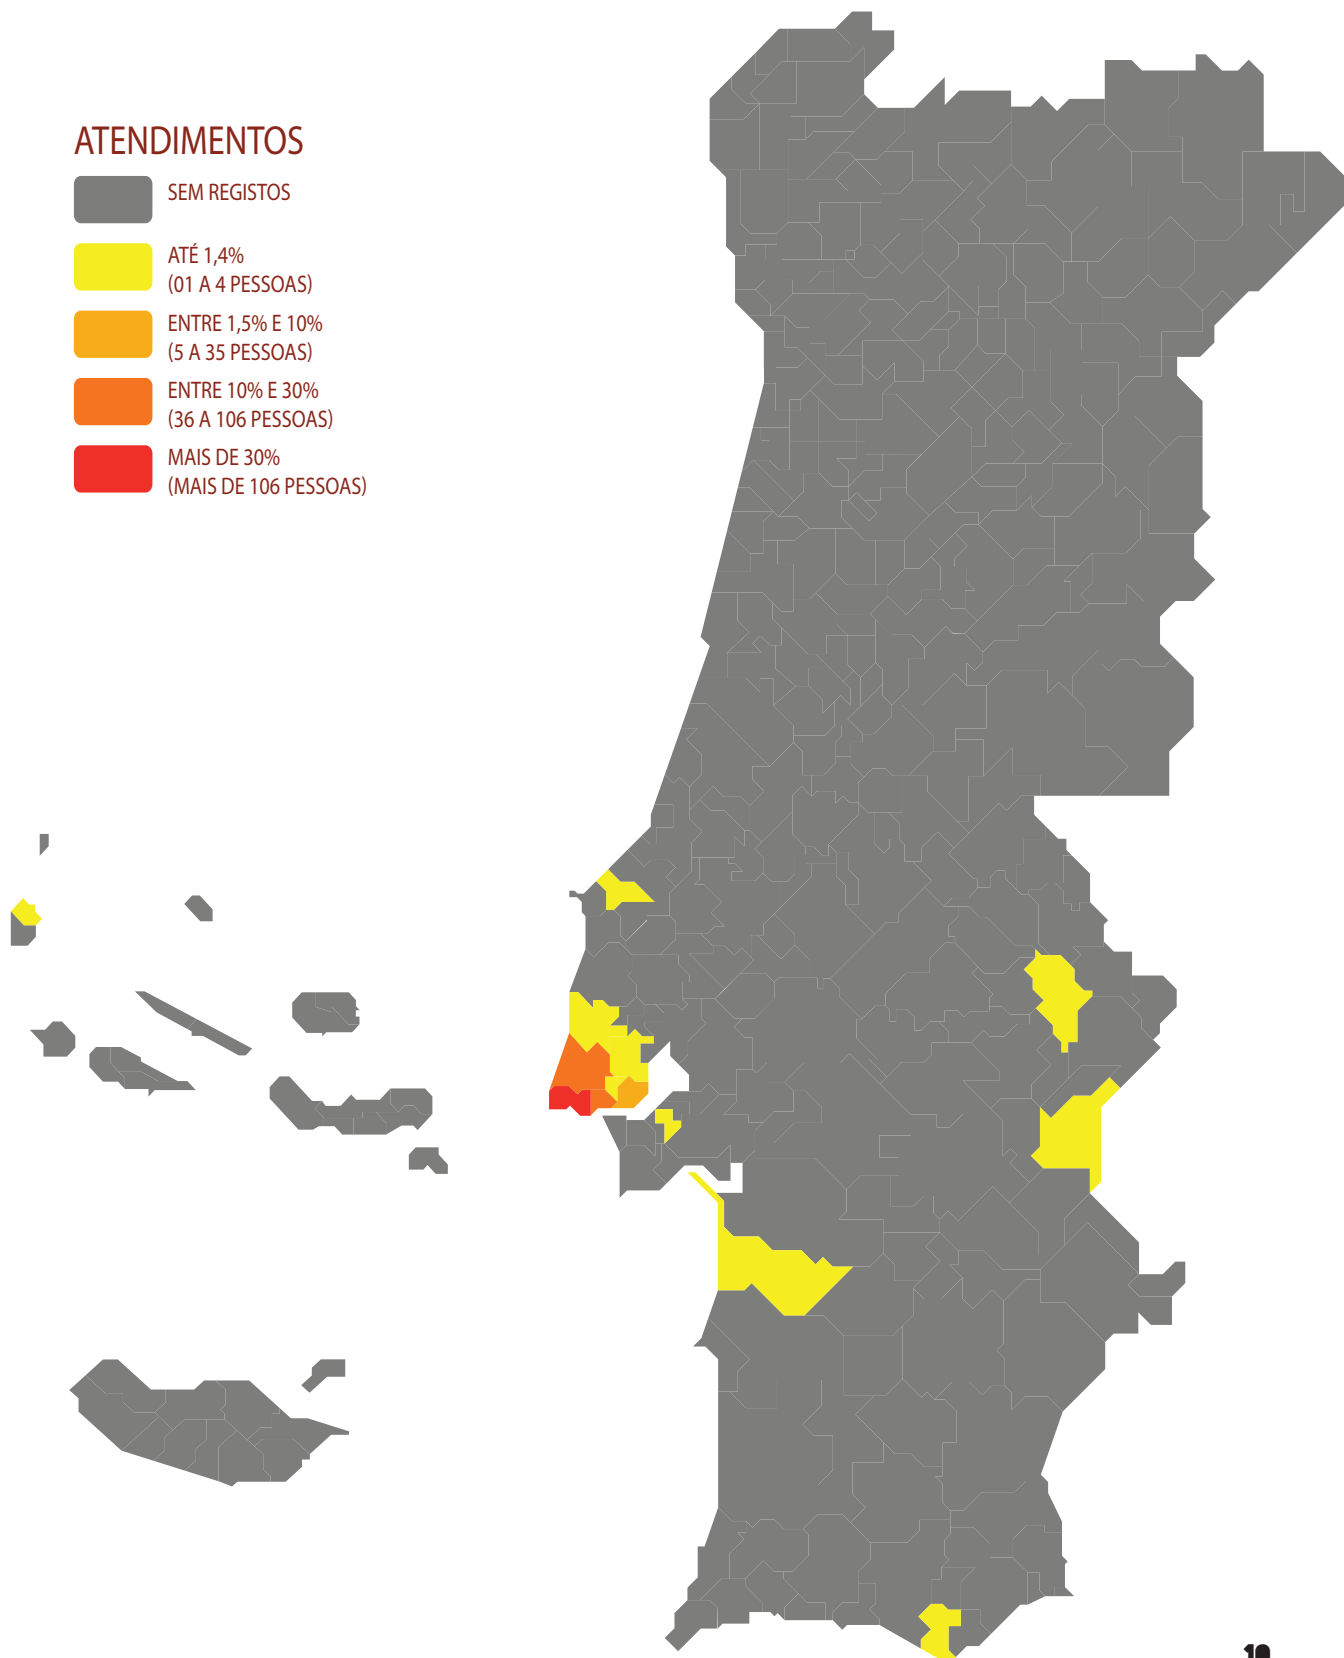 ATENDIMENTOS
SEM REGISTOS
ATÉ 1,4%
(01 A 4 PESSOAS)
ENTRE 1,5% E 10%
(5 A 35 PESSOAS)
ENTRE 10% E 30%
(36 A 106 PESSOAS)
MAIS DE 30%
(MAIS DE 106 PESSOAS)